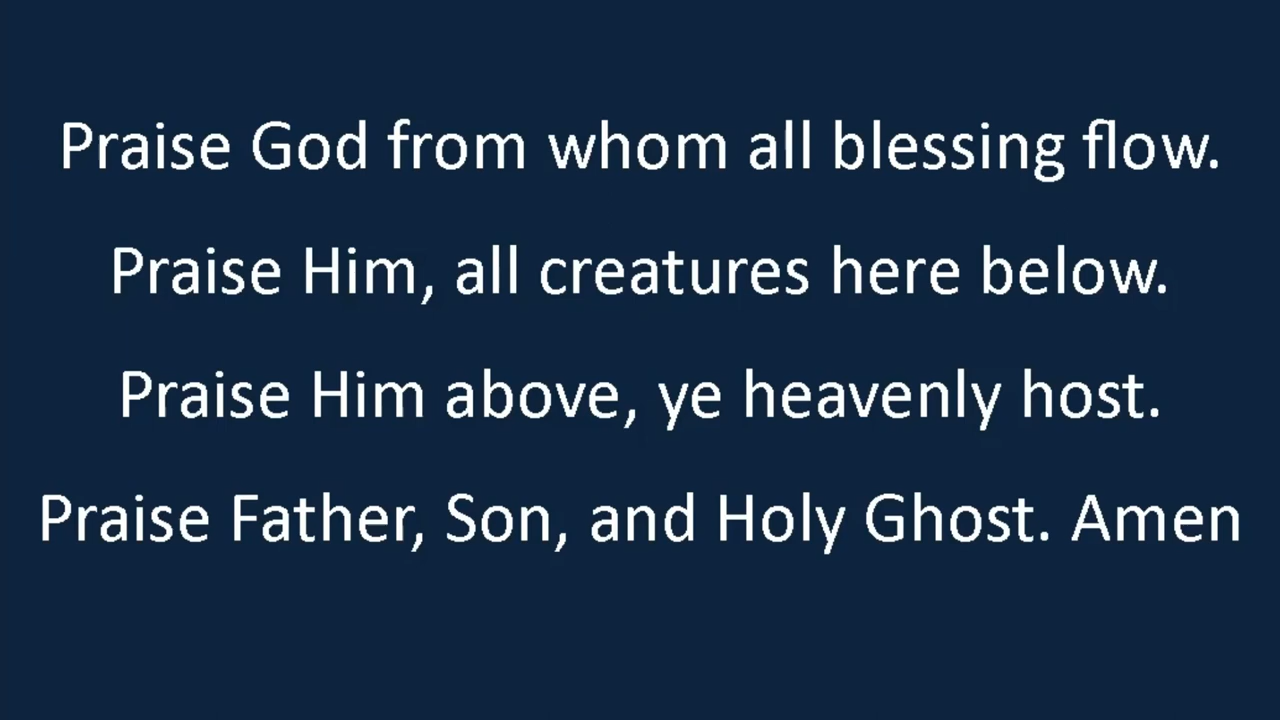 Praise God from whom all blessing flow.
Praise Him, all creatures here below.
Praise Him above, ye heavenly host.
Praise Father, Son, and Holy Ghost. Amen